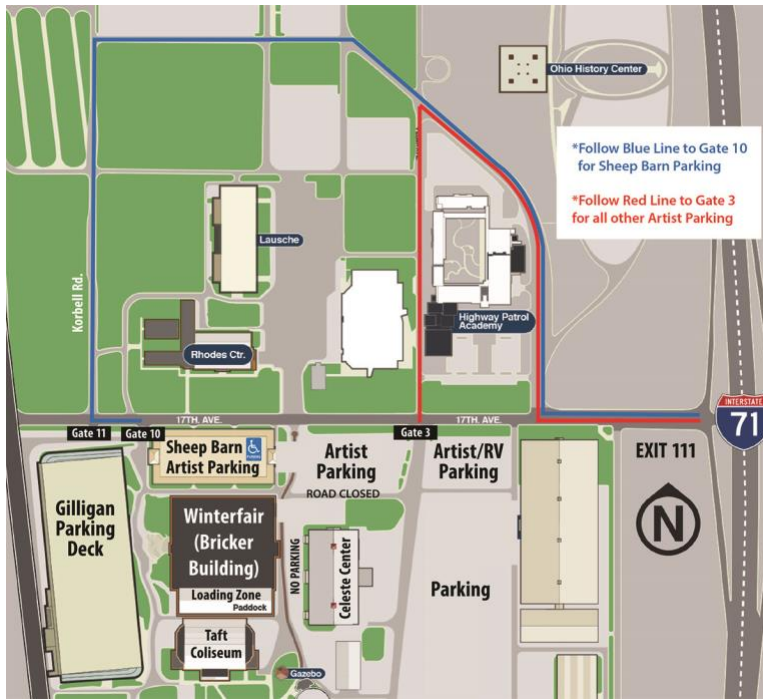 Ohio History Center
*Follow Blue Line to Gate 10
for Sheep Barn Parking
*Follow Red Line to Gate 3
for all other Artist Parking
Lausche
Korbell Rd.
Highway Patrol
Academy
Rhodes Ctr.
17TH. AVE.
17TH. AVE.
INTERSTATE
71
Gate 11
Gate 10
Gate 3
Sheep Barn
Artist Parking
Artist
Parking
ROAD CLOSED
Artist/RV
Parking
EXIT 111
N
Gilligan
Parking
Deck
Winterfair
(Bricker
Building)
Loading Zone
Paddock
NO PARKING
Celeste Center
Parking
Taft
Coliseum
Gazebo